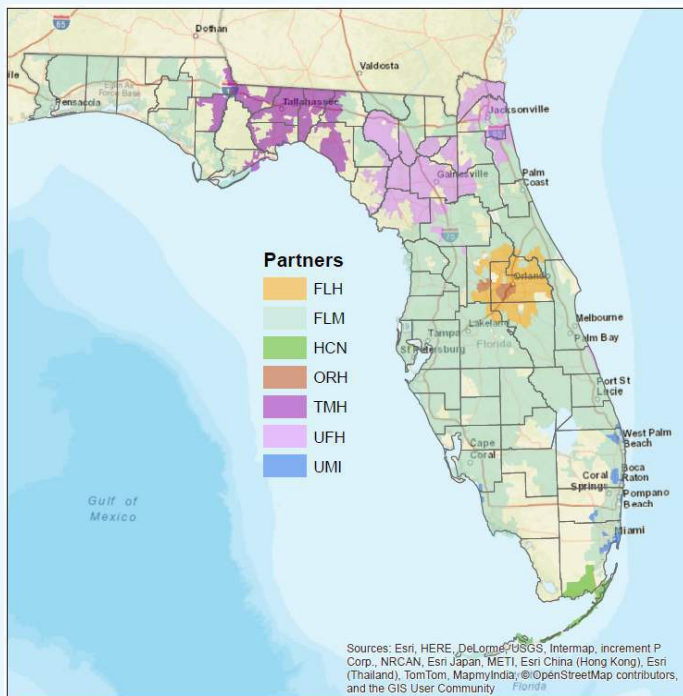 65
Dothan
Valdosta
Pensacola
Tallahassee
Jacksonville
Gainesville
Palm
Coast
Partners
FLH
FLM
HCN
ORH
TMH
UFH
UMI
Orlando
Lakeland
Tampa
Florida
St Petersburg
Melbourne
Palm Bay
Port St
Lucie
Cape
Coral
West Palm
Beach
Coral
Springs
Boca
Raton
Pompano
Beach
Miami
Gulf of
Mexico
Sources: Esri, HERE, DeLorme, USGS, Intermap, increment P
Corp., NRCAN, Esri Japan, METI, Esri China (Hong Kong), Esri
(Thailand), TomTom, MapmyIndia, © OpenStreetMap contributors,
and the GIS User Community
Florida